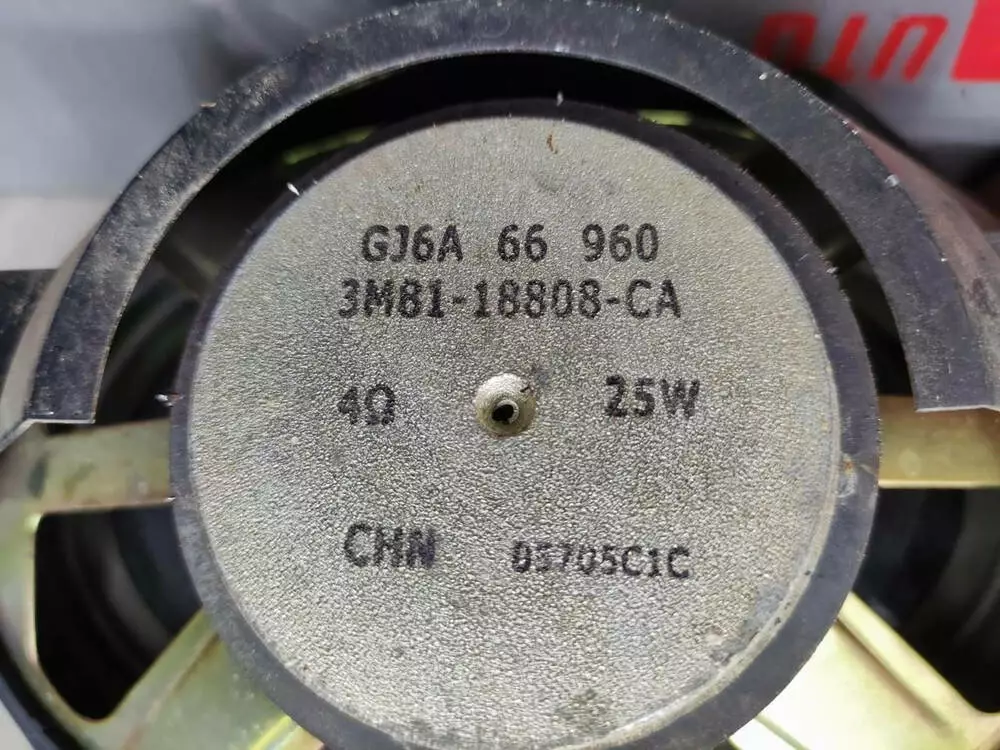 GJ6A 66 960
3M81-18808-CA
4Ω 25W
CHN 05705C1C